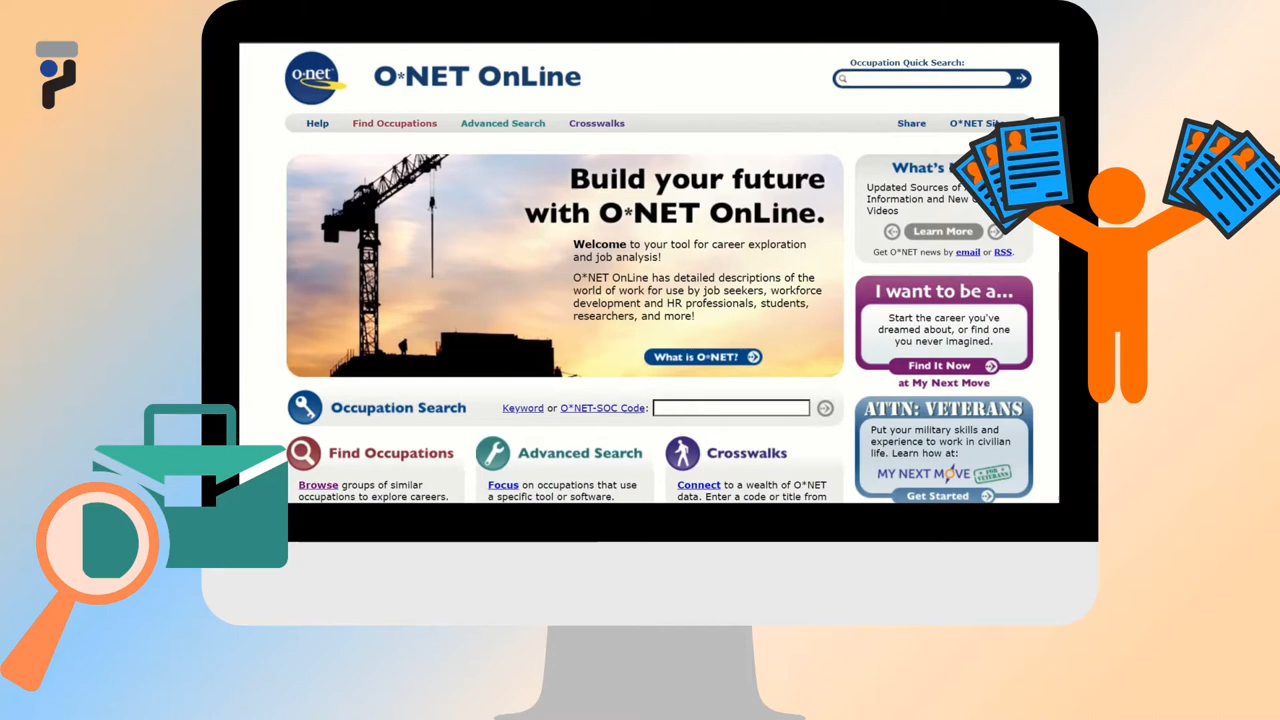 o·net
O*NET OnLine
Occupation Quick Search:
Help Find Occupations Advanced Search Crosswalks Share O*NET
Build your future
with O*NET OnLine.
Welcome to your tool for career exploration
and job analysis!
O*NET OnLine has detailed descriptions of the
world of work for use by job seekers, workforce
development and HR professionals, students,
researchers, and more!
What is O*NET?
What's
Updated Sources of
Information and New
Videos
Learn More
Get O*NET news by email or RSS.
I want to be a...
Start the career you've
dreamed about, or find one
you never imagined.
Find It Now
at My Next Move
ATTN: VETERANS
Put your military skills and
experience to work in civilian
life. Learn how at:
MY NEXT MOVE FOR VETERANS
Get Started
Occupation Search Keyword or O*NET-SOC Code:
Find Occupations
Browse groups of similar
occupations to explore careers.
Advanced Search
Focus on occupations that use
a specific tool or software.
Crosswalks
Connect to a wealth of O*NET
data. Enter a code or title from